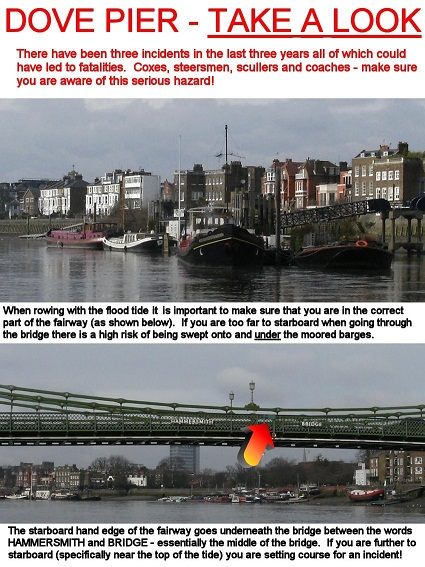 DOVE PIER - TAKE A LOOK
There have been three incidents in the last three years all of which could
have led to fatalities. Coxes, steersmen, scullers and coaches - make sure
you are aware of this serious hazard!
When rowing with the flood tide it is important to make sure that you are in the correct
part of the fairway (as shown below). If you are too far to starboard when going through
the bridge there is a high risk of being swept onto and under the moored barges.
HAMMERSMITH BRIDGE
The starboard hand edge of the fairway goes underneath the bridge between the words
HAMMERSMITH and BRIDGE - essentially the middle of the bridge. If you are further to
starboard (specifically near the top of the tide) you are setting course for an incident!